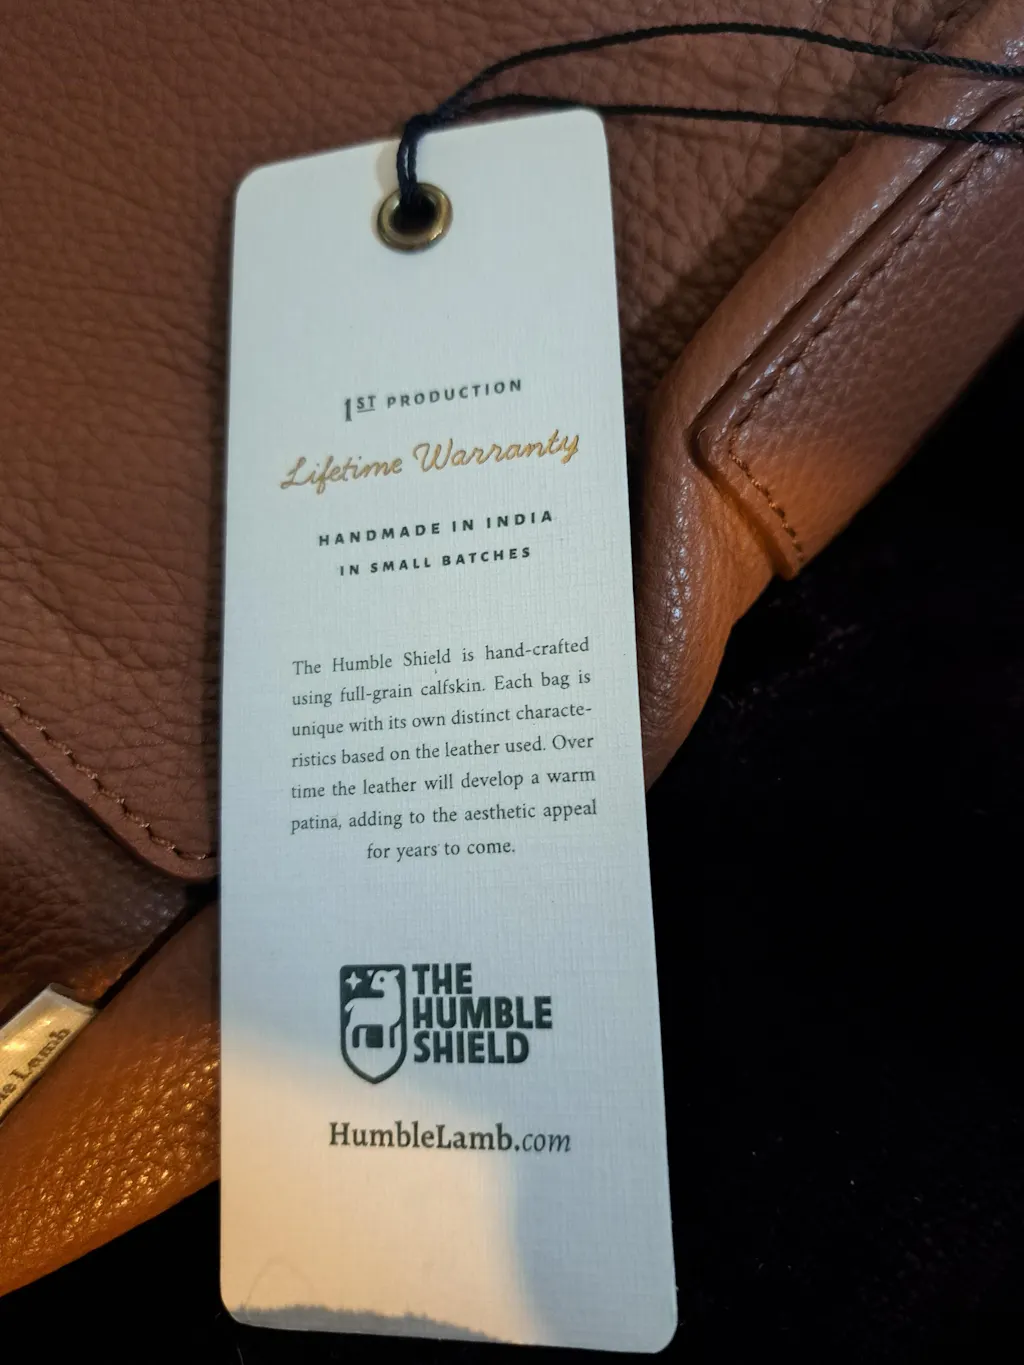 1ST PRODUCTION
Lifetime Warranty
HANDMADE IN INDIA
IN SMALL BATCHES
The Humble Shield is hand-crafted
using full-grain calfskin. Each bag is
unique with its own distinct characte-
ristics based on the leather used. Over
time the leather will develop a warm
patina, adding to the aesthetic appeal
for years to come.
THE
HUMBLE
SHIELD
HumbleLamb.com
Lamb